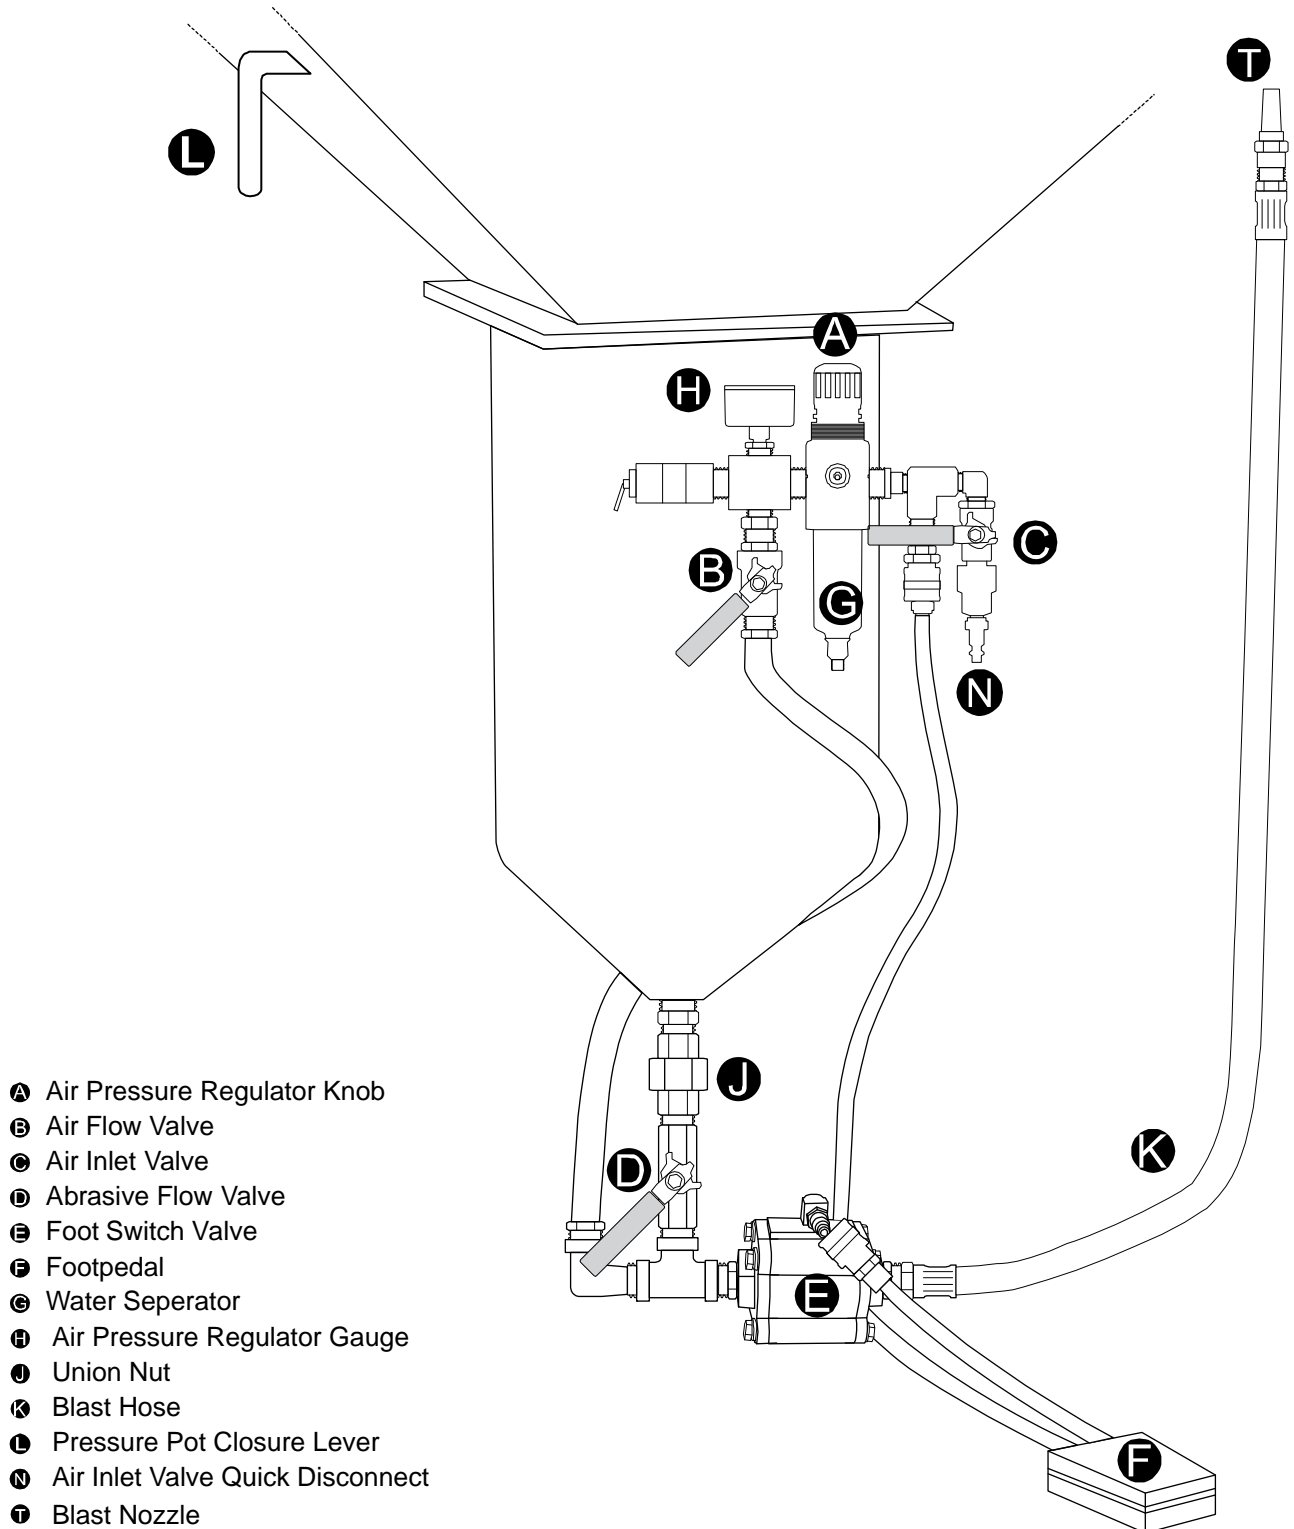 T
L
A
H
C
B
G
N
J
D
K
E
F
A Air Pressure Regulator Knob
B Air Flow Valve
C Air Inlet Valve
D Abrasive Flow Valve
E Foot Switch Valve
F Footpedal
G Water Seperator
H Air Pressure Regulator Gauge
J Union Nut
K Blast Hose
L Pressure Pot Closure Lever
N Air Inlet Valve Quick Disconnect
T Blast Nozzle